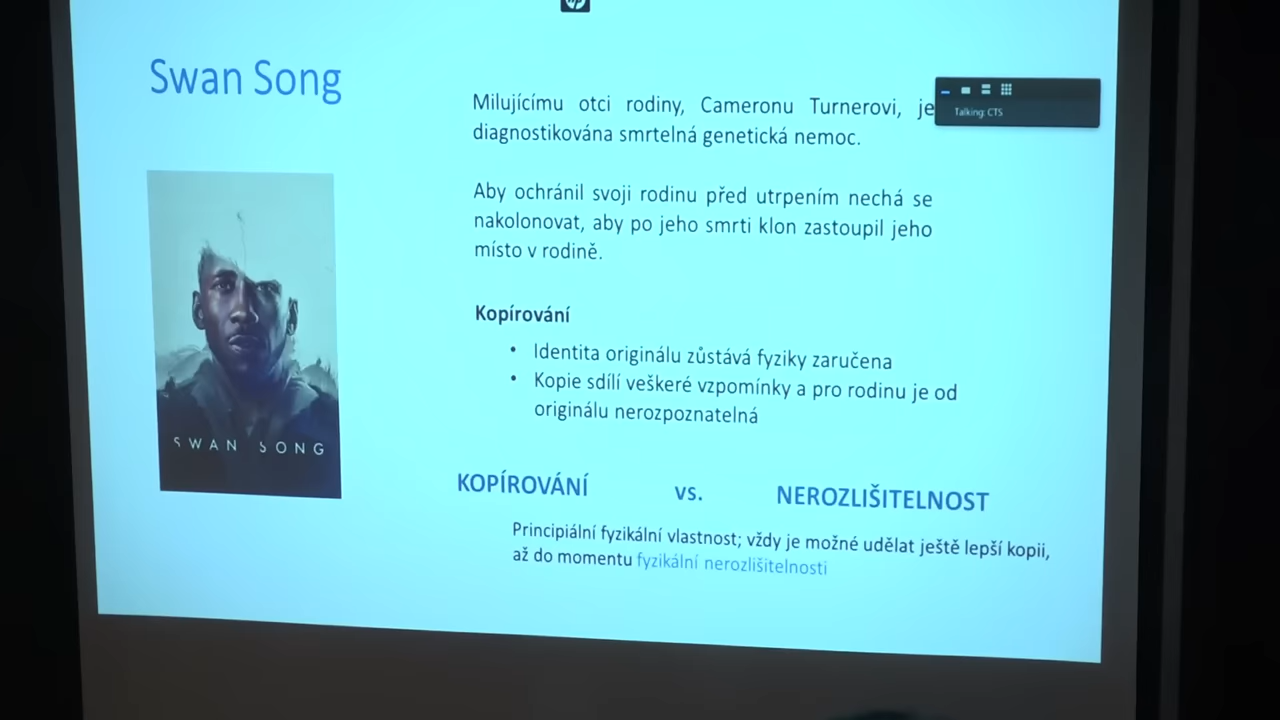 hp
Swan Song
Milujícímu otci rodiny, Cameronu Turnerovi, je
diagnostikována smrtelná genetická nemoc.
Talking: CTS
Aby ochránil svoji rodinu před utrpením nechá se
nakolonovat, aby po jeho smrti klon zastoupil jeho
místo v rodině.
Kopírování
• Identita originálu zůstává fyziky zaručena
• Kopie sdílí veškeré vzpomínky a pro rodinu je od
originálu nerozpoznatelná
SWAN SONG
KOPÍROVÁNÍ vs. NEROZLIŠITELNOST
Principiální fyzikální vlastnost; vždy je možné udělat ještě lepší kopii,
až do momentu fyzikální nerozlišitelnosti